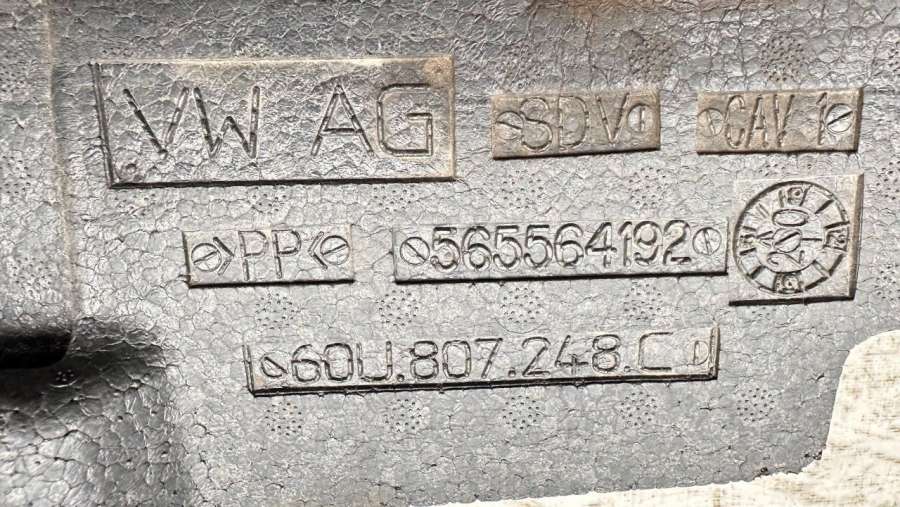 VW AG SDV CAV 1
>PP< 565564192
60U.807.248.C